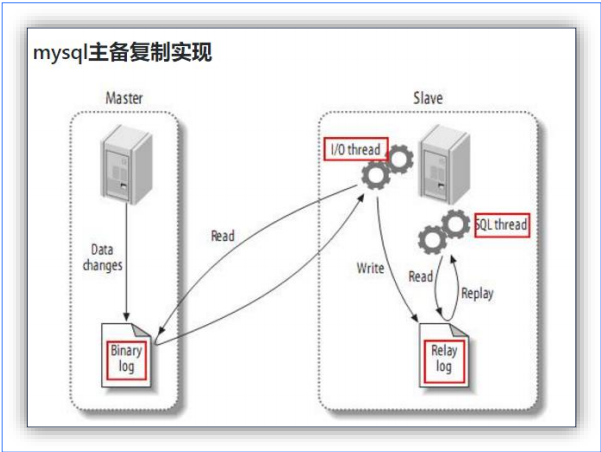 mysql主备复制实现
Master
Slave
I/O thread
SQL thread
Read
Data
changes
Write
Read
Replay
Binary
log
Relay
log